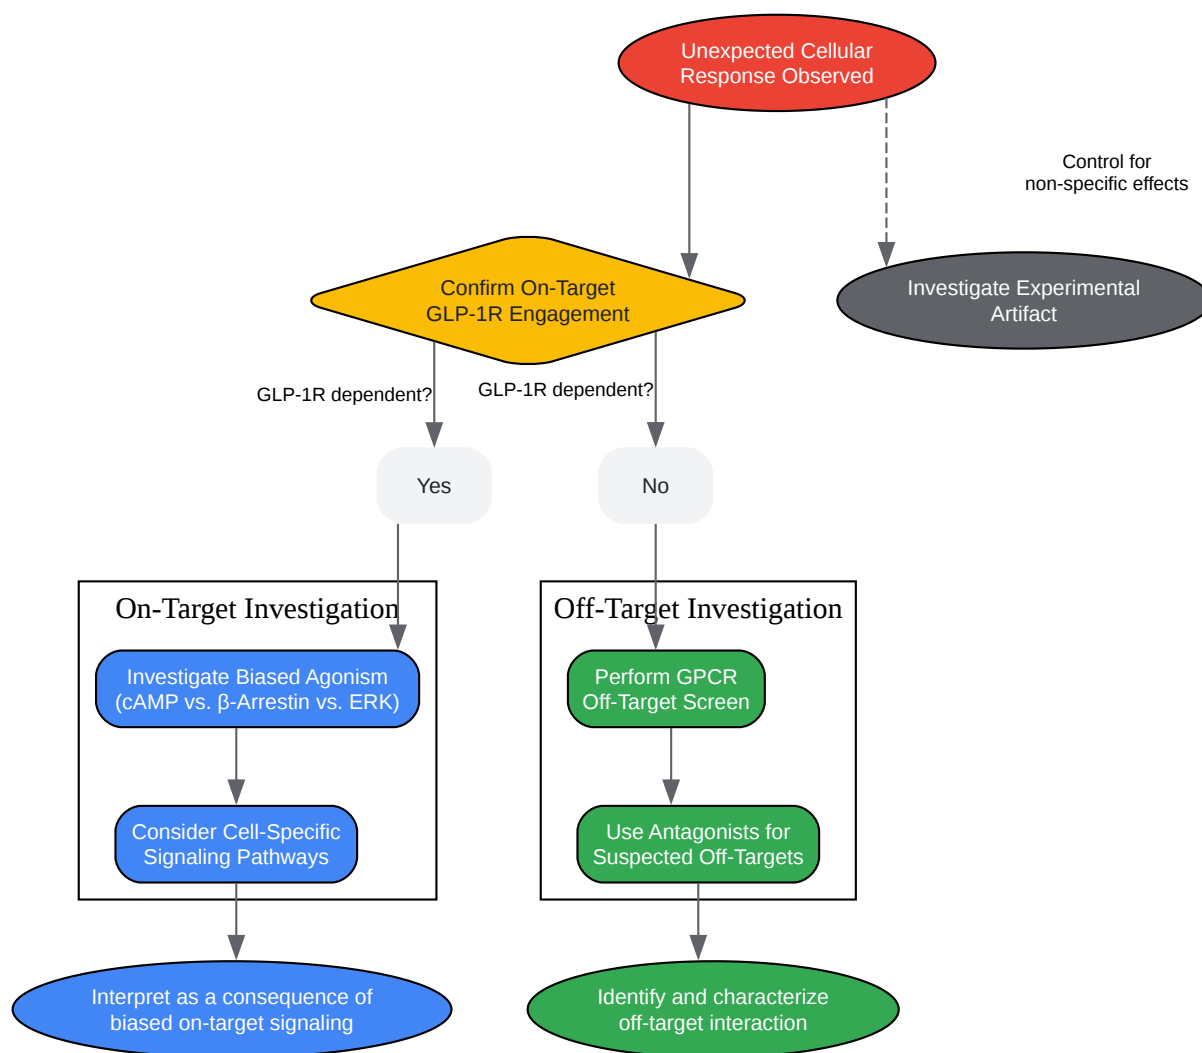 Unexpected Cellular
Response Observed
Control for
non-specific effects
Confirm On-Target
GLP-1R Engagement
Investigate Experimental
Artifact
GLP-1R dependent?
GLP-1R dependent?
Yes
No
On-Target Investigation
Off-Target Investigation
Investigate Biased Agonism
(cAMP vs. β-Arrestin vs. ERK)
Perform GPCR
Off-Target Screen
Consider Cell-Specific
Signaling Pathways
Use Antagonists for
Suspected Off-Targets
Interpret as a consequence of
biased on-target signaling
Identify and characterize
off-target interaction